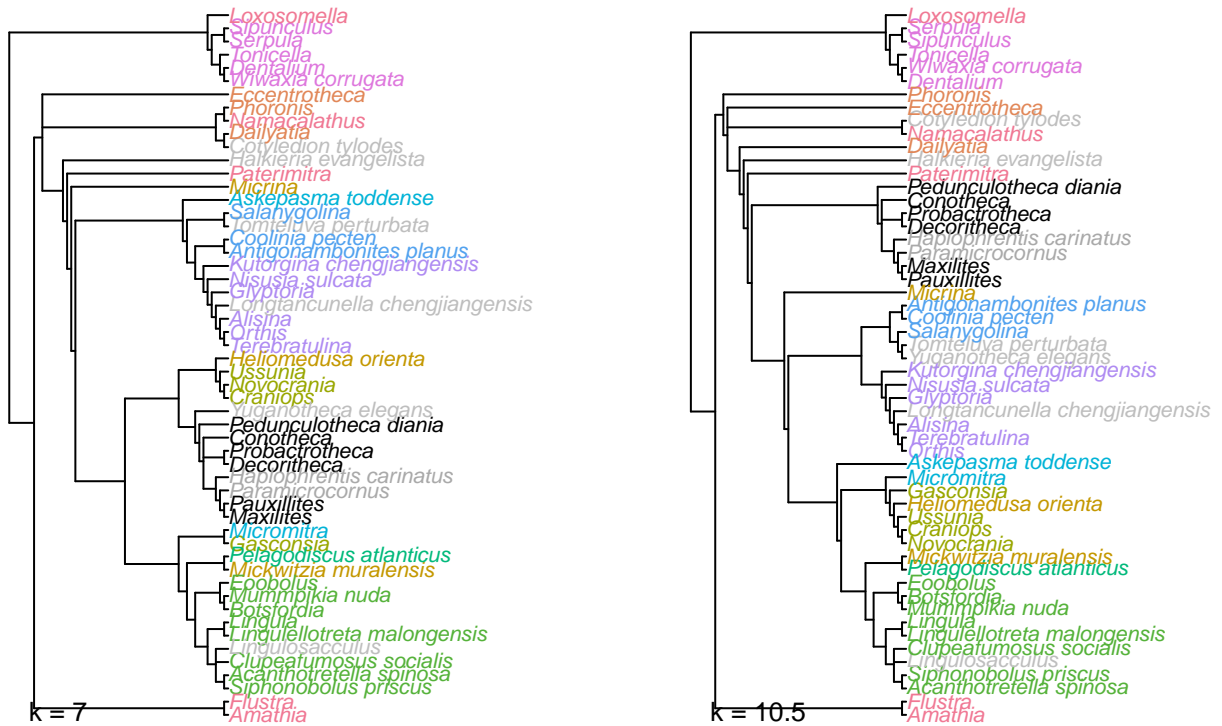 Loxosomella
Sipunculus
Serpula
Tonicella
Dentalium
Wiwaxia corrugata
Eccentrotheca
Phoronis
Namacalathus
Dailyatia
Cotyledion tylodes
Halkieria evangelista
Paterimitra
Micrina
Askepasma toddense
Salanygolina
Tomteluva perturbata
Coolinia pecten
Antigonambonites planus
Kutorgina chengjiangensis
Nisusia sulcata
Glyptoria
Longtancunella chengjiangensis
Alisina
Orthis
Terebratulina
Heliomedusa orienta
Ussunia
Novocrania
Craniops
Yuganotheca elegans
Pedunculotheca diania
Conotheca
Probactrotheca
Decoritheca
Haplophrentis carinatus
Paramicrocornus
Pauxillites
Maxilites
Micromitra
Gasconsia
Pelagodiscus atlanticus
Mickwitzia muralensis
Eoobolus
Mummpikia nuda
Botsfordia
Lingula
Lingulellotreta malongensis
Lingulosacculus
Clupeafumosus socialis
Acanthotretella spinosa
Siphonobolus priscus
Flustra
Amathia
k = 7
Loxosomella
Serpula
Sipunculus
Tonicella
Wiwaxia corrugata
Dentalium
Phoronis
Eccentrotheca
Cotyledion tylodes
Namacalathus
Dailyatia
Halkieria evangelista
Paterimitra
Pedunculotheca diania
Conotheca
Probactrotheca
Decoritheca
Haplophrentis carinatus
Paramicrocornus
Maxilites
Pauxillites
Micrina
Antigonambonites planus
Coolinia pecten
Salanygolina
Tomteluva perturbata
Yuganotheca elegans
Kutorgina chengjiangensis
Nisusia sulcata
Glyptoria
Longtancunella chengjiangensis
Alisina
Terebratulina
Orthis
Askepasma toddense
Micromitra
Gasconsia
Heliomedusa orienta
Ussunia
Craniops
Novocrania
Mickwitzia muralensis
Pelagodiscus atlanticus
Eoobolus
Botsfordia
Mummpikia nuda
Lingula
Lingulellotreta malongensis
Clupeafumosus socialis
Lingulosacculus
Siphonobolus priscus
Acanthotretella spinosa
Flustra
Amathia
k = 10.5